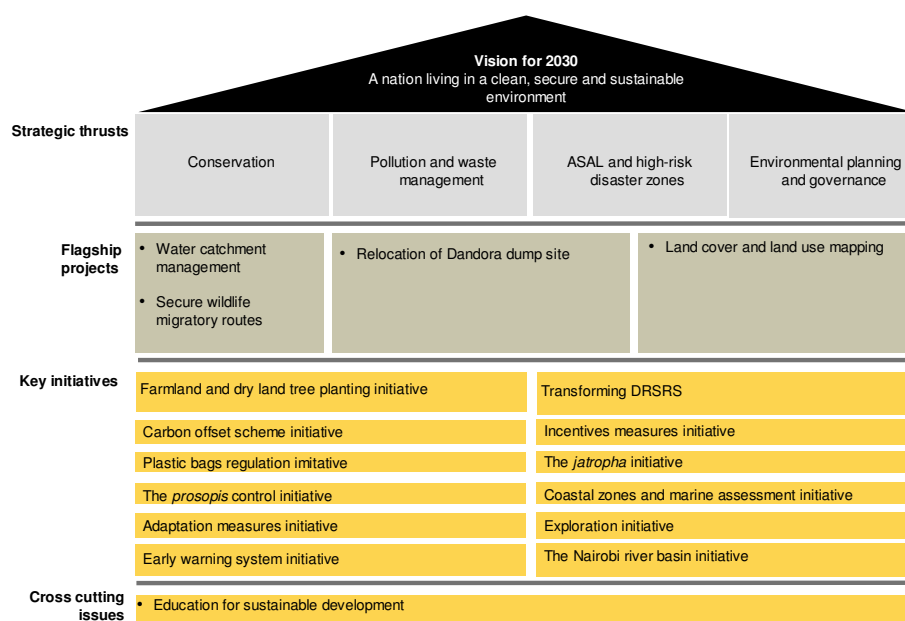 Vision for 2030
A nation living in a clean, secure and sustainable
environment
Strategic thrusts
Conservation
Pollution and waste
management
ASAL and high-risk
disaster zones
Environmental planning
and governance
Flagship
projects
• Water catchment
management
• Secure wildlife
migratory routes
• Relocation of Dandora dump site
• Land cover and land use mapping
Key initiatives
Farmland and dry land tree planting initiative
Transforming DRSRS
Carbon offset scheme initiative
Incentives measures initiative
Plastic bags regulation imitative
The jatropha initiative
The prosopis control initiative
Coastal zones and marine assessment initiative
Adaptation measures initiative
Exploration initiative
Early warning system initiative
The Nairobi river basin initiative
Cross cutting
issues
• Education for sustainable development